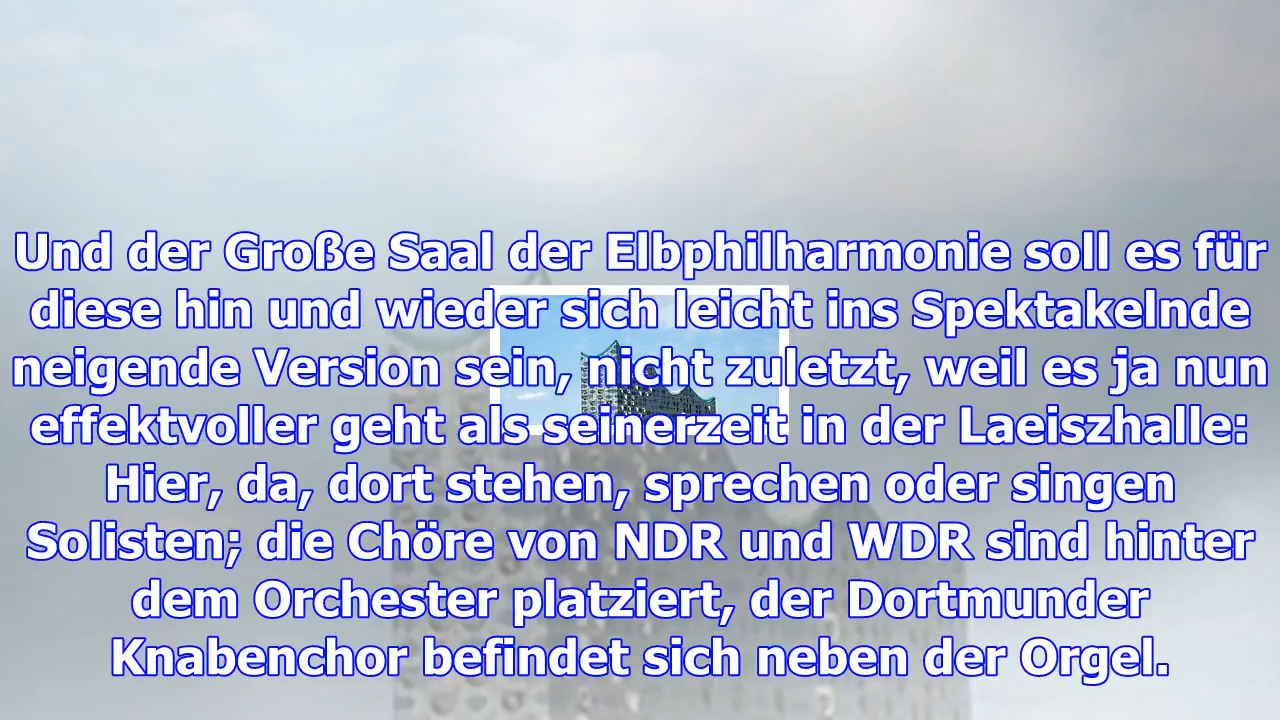 Und der Große Saal der Elbphilharmonie soll es für
diese hin und wieder sich leicht ins Spektakelnde
neigende Version sein, nicht zuletzt, weil es ja nun
effektvoller geht als seinerzeit in der Laeiszhalle:
Hier, da, dort stehen, sprechen oder singen
Solisten; die Chöre von NDR und WDR sind hinter
dem Orchester platziert, der Dortmunder
Knabenchor befindet sich neben der Orgel.